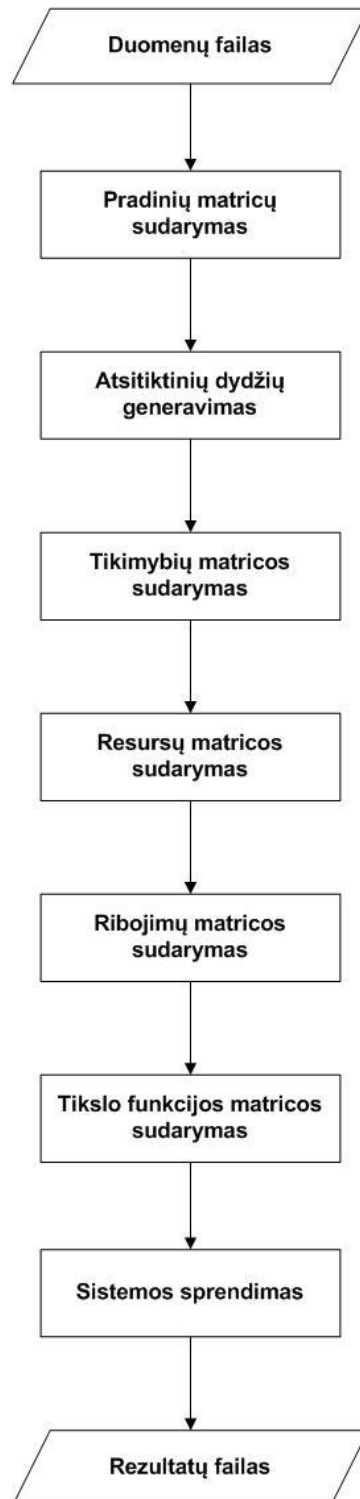 Duomenų failas
Pradinių matricų
sudarymas
Atsitiktinių dydžių
generavimas
Tikimybių matricos
sudarymas
Resursų matricos
sudarymas
Ribojimų matricos
sudarymas
Tikslo funkcijos matricos
sudarymas
Sistemos sprendimas
Rezultatų failas